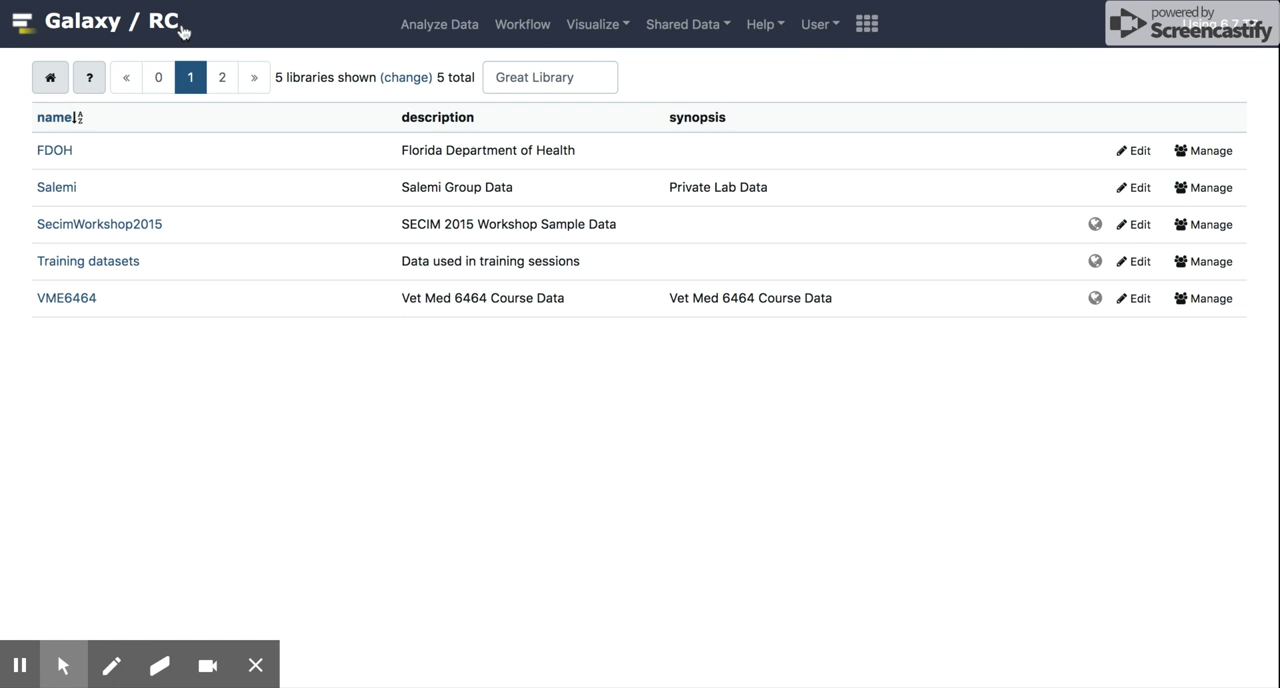 Galaxy / RC
Analyze Data Workflow Visualize Shared Data Help User
powered by
Screencastify
? « 0 1 2 » 5 libraries shown (change) 5 total Great Library
name description synopsis
FDOH Florida Department of Health Edit Manage
Salemi Salemi Group Data Private Lab Data Edit Manage
SecimWorkshop2015 SECIM 2015 Workshop Sample Data Edit Manage
Training datasets Data used in training sessions Edit Manage
VME6464 Vet Med 6464 Course Data Vet Med 6464 Course Data Edit Manage